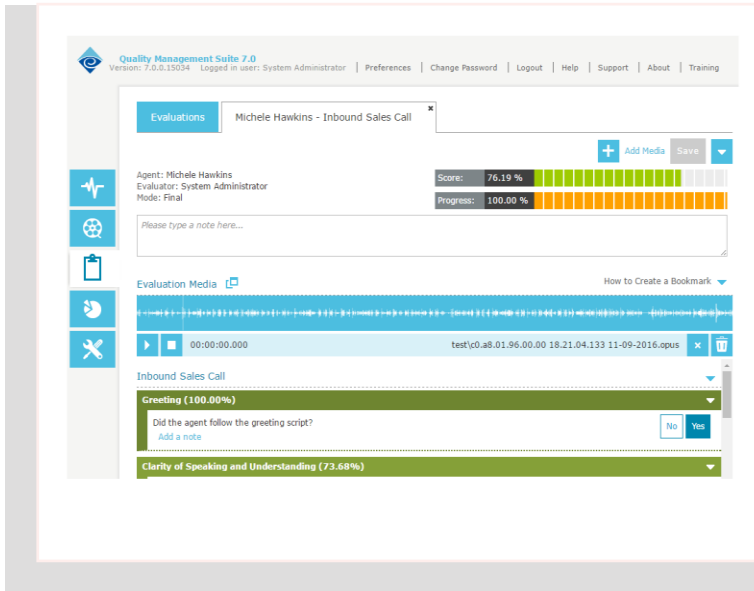 Quality Management Suite 7.0
Version: 7.0.0.15034 Logged in user: System Administrator | Preferences | Change Password | Logout | Help | Support | About | Training
Evaluations Michele Hawkins - Inbound Sales Call ×
+ Add Media Save
Agent: Michele Hawkins
Evaluator: System Administrator
Mode: Final
Score: 76.19 %
Progress: 100.00 %
Please type a note here...
Evaluation Media How to Create a Bookmark
00:00:00.000 test\c0.a8.01.96.00.00 18.21.04.133 11-09-2016.opus ×
Inbound Sales Call
Greeting (100.00%)
Did the agent follow the greeting script? No Yes
Add a note
Clarity of Speaking and Understanding (73.68%)